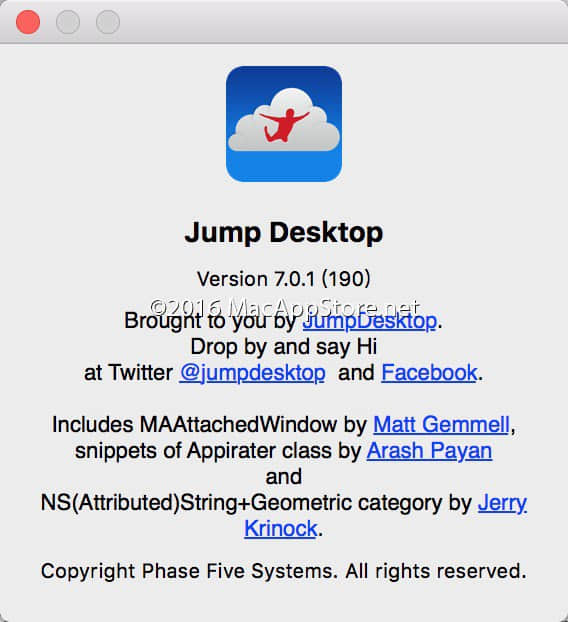 Jump Desktop
Version 7.0.1 (190)
©2016 MacAppStore.net
Brought to you by JumpDesktop.
Drop by and say Hi
at Twitter @jumpdesktop and Facebook.
Includes MAAttachedWindow by Matt Gemmell,
snippets of Appirater class by Arash Payan
and
NS(Attributed)String+Geometric category by Jerry
Krinock.
Copyright Phase Five Systems. All rights reserved.